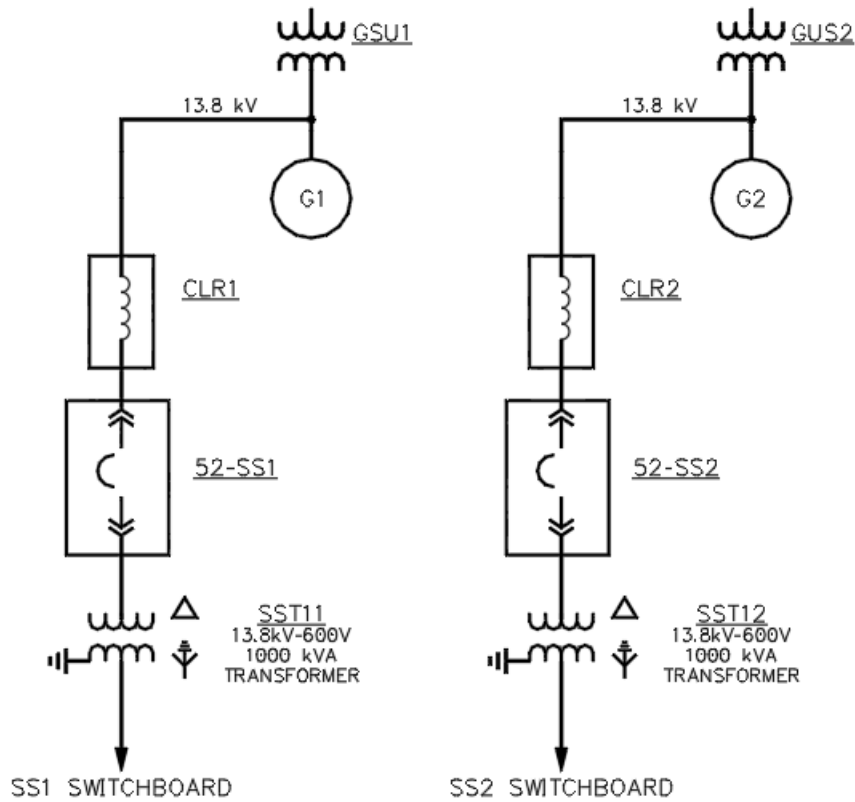 GSU1
13.8 kV
G1
CLR1
52-SS1
SST11
13.8kV-600V
1000 kVA
TRANSFORMER
SS1 SWITCHBOARD
GUS2
13.8 kV
G2
CLR2
52-SS2
SST12
13.8kV-600V
1000 kVA
TRANSFORMER
SS2 SWITCHBOARD